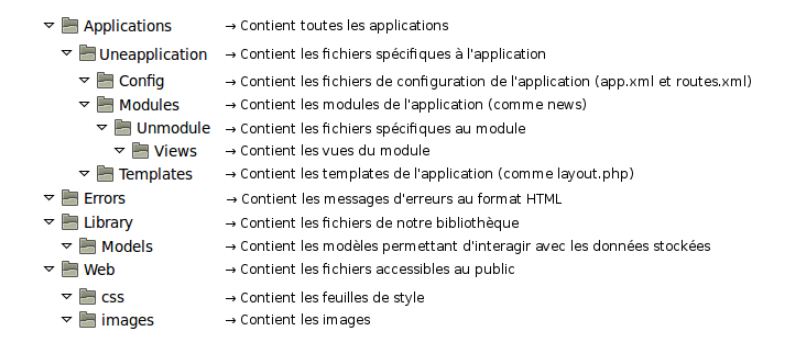 Applications → Contient toutes les applications
Uneapplication → Contient les fichiers spécifiques à l'application
Config → Contient les fichiers de configuration de l'application (app.xml et routes.xml)
Modules → Contient les modules de l'application (comme news)
Unmodule → Contient les fichiers spécifiques au module
Views → Contient les vues du module
Templates → Contient les templates de l'application (comme layout.php)
Errors → Contient les messages d'erreurs au format HTML
Library → Contient les fichiers de notre bibliothèque
Models → Contient les modèles permettant d'interagir avec les données stockées
Web → Contient les fichiers accessibles au public
css → Contient les feuilles de style
images → Contient les images